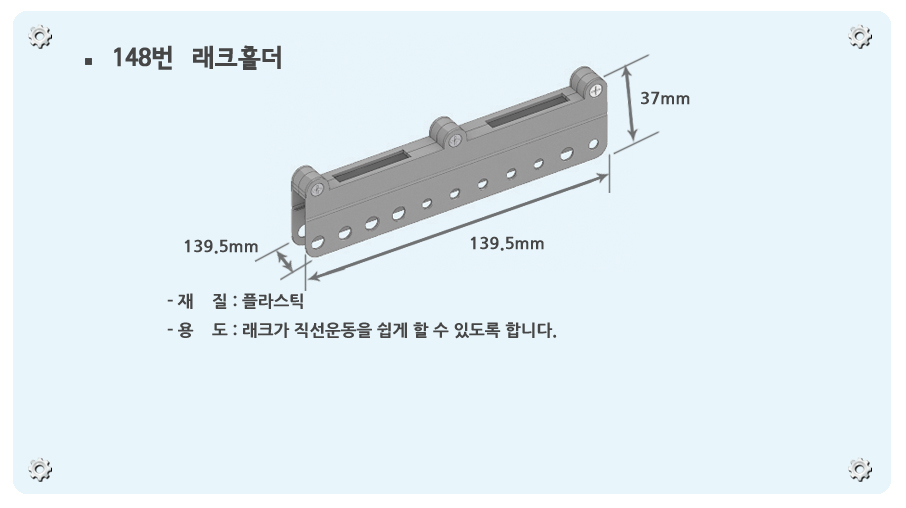 ▪ 148번 래크홀더
37mm
139.5mm
139.5mm
- 재 질 : 플라스틱
- 용 도 : 래크가 직선운동을 쉽게 할 수 있도록 합니다.